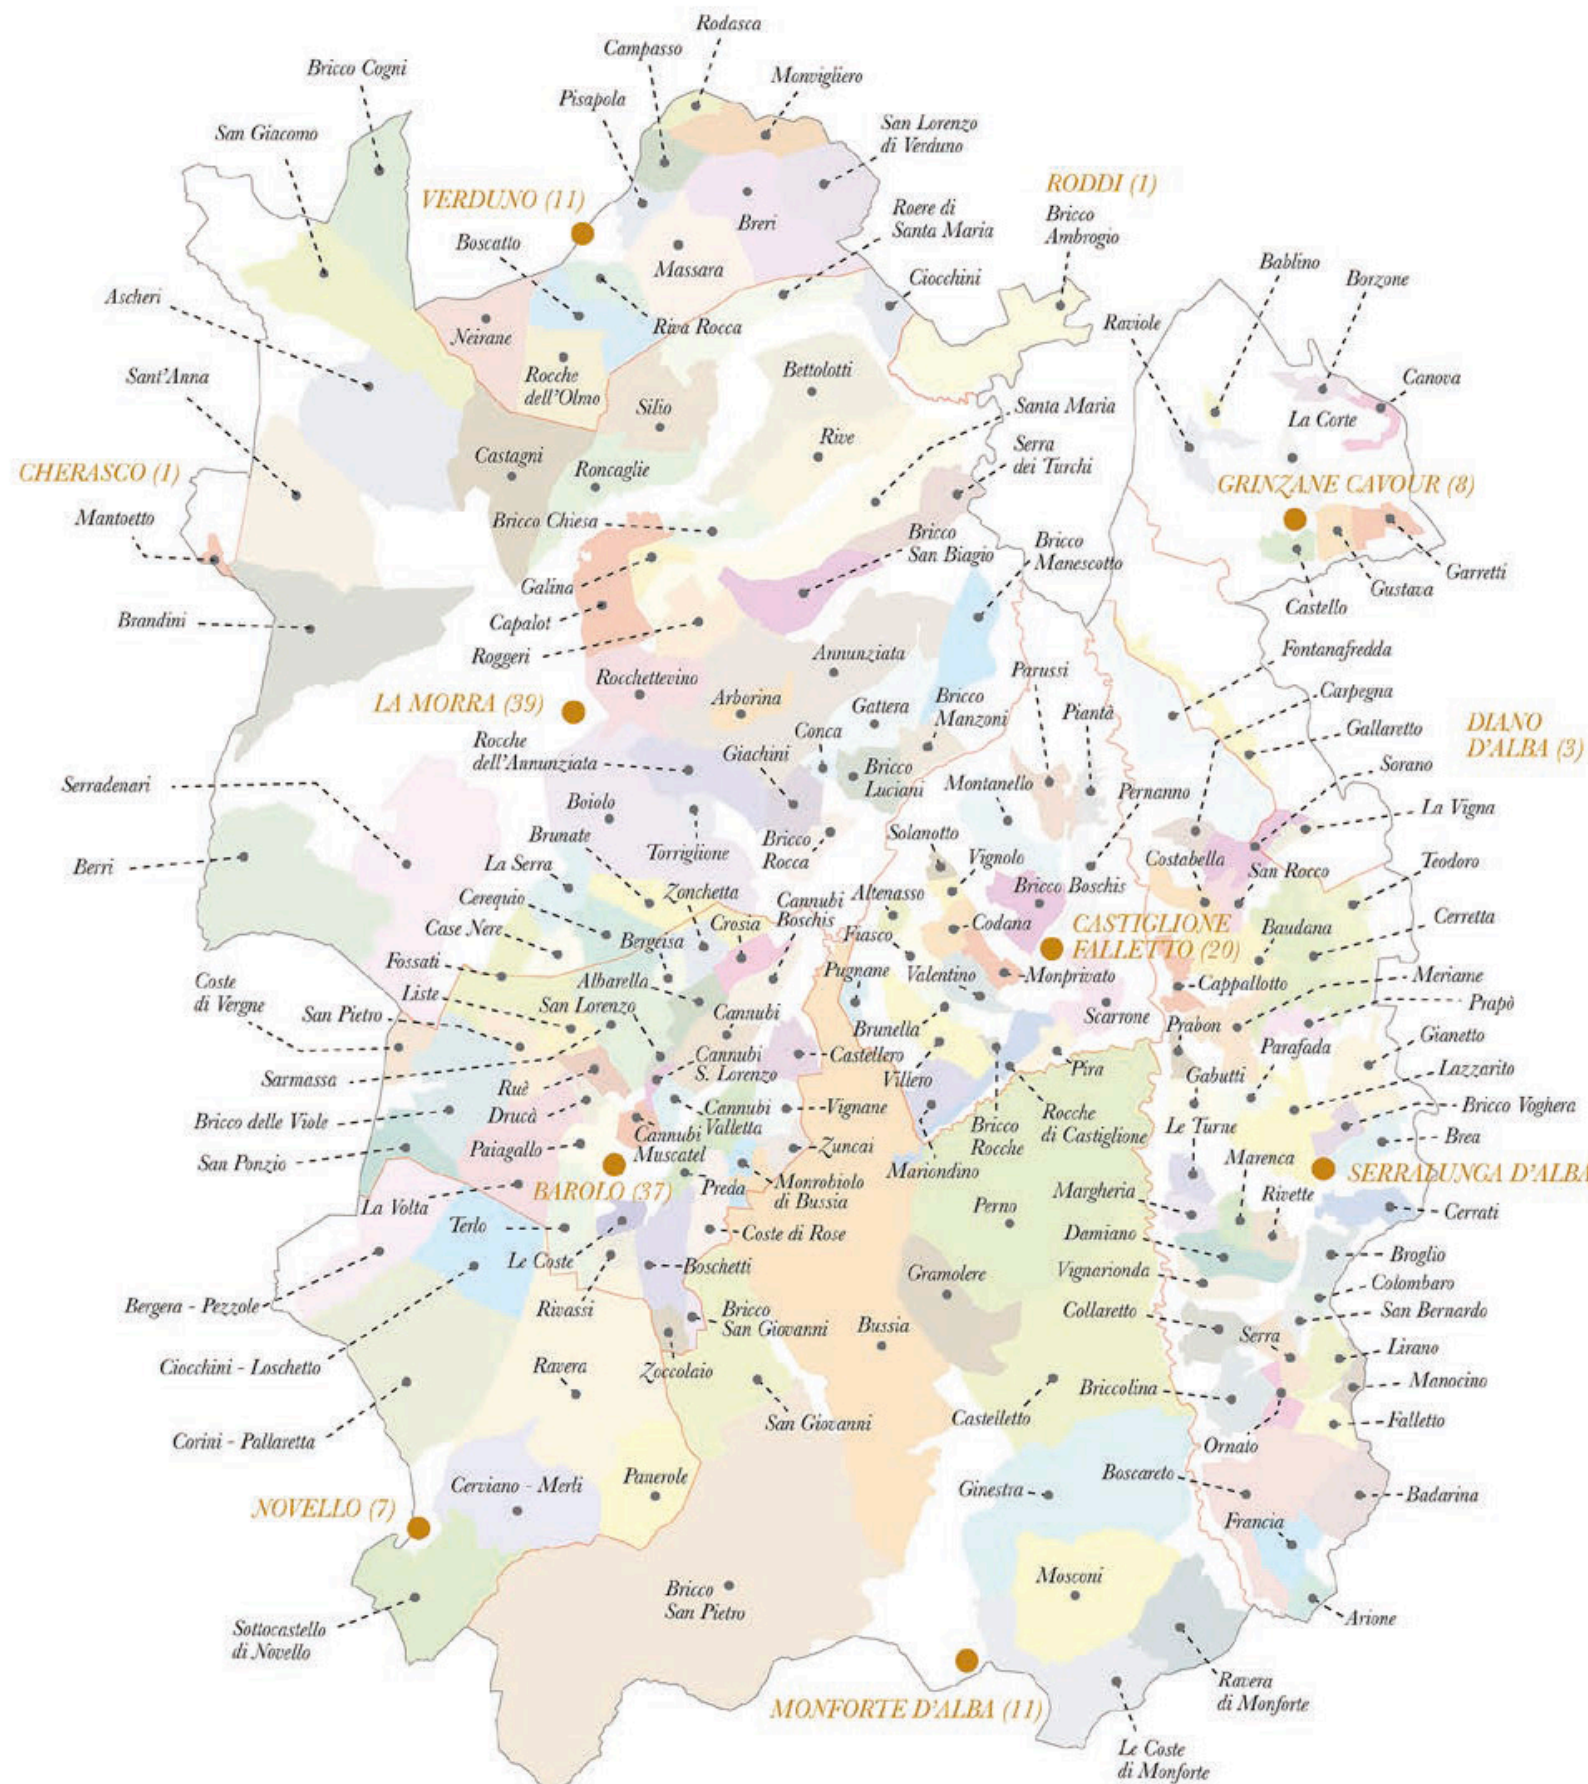 Rodasca
Campasso
Bricco Cogni
Monvigliero
Pisapola
San Giacomo
San Lorenzo
di Verduno
VERDUNO (11)
RODDI (1)
Roere di
Santa Maria
Bricco
Ambrogio
Breri
Boscatto
Massara
Bablino
Ciocchini
Borzone
Ascheri
Raviole
Neirane
Riva Rocca
Sant'Anna
Rocche
dell'Olmo
Bettolotti
Canova
Silio
Santa Maria
La Corte
Rive
Serra
dei Turchi
Castagni
CHERASCO (1)
Roncaglie
GRINZANE CAVOUR (8)
Mantoetto
Bricco Chiesa
Bricco
San Biagio
Bricco
Manescotto
Garretti
Galina
Gustava
Castello
Brandini
Capalot
Roggeri
Annunziata
Fontanafredda
Parussi
Rocchettevino
Carpegna
Arborina
LA MORRA (39)
Gattera
Bricco
Manzoni
Piantà
DIANO
D'ALBA (3)
Gallaretto
Conca
Rocche
dell'Annunziata
Giachini
Sorano
Serradenari
Bricco
Luciani
Montanello
Pernanno
La Vigna
Boiolo
Brunate
Solanotto
Bricco
Rocca
Torriglione
Vignolo
Costabella
Berri
La Serra
San Rocco
Teodoro
Bricco Boschis
Zonchetta
Cannubi
Boschis
Altenasso
Cerequio
Cerretta
Case Nere
Crosia
Codana
CASTIGLIONE
FALLETTO (20)
Baudana
Bergeisa
Fiasco
Fossati
Pugnane
Valentino
Monprivato
Meriame
Coste
di Vergne
Albarella
Cappallotto
Liste
San Lorenzo
Prapò
San Pietro
Cannubi
Scarrone
Brunella
Prabon
Gianetto
Parafada
Castellero
Cannubi
S. Lorenzo
Sarmassa
Pira
Lazzarito
Villero
Gabutti
Ruè
Drucà
Bricco Voghera
Vignane
Cannubi
Valletta
Rocche
di Castiglione
Bricco delle Viole
Bricco
Rocche
Le Turne
Brea
Cannubi
Muscatel
Zuncai
Paiagallo
San Ponzio
Mariondino
Marenca
SERRALUNGA D'ALBA
BAROLO (37)
Preda
Monrobiolo
di Bussia
Margheria
Rivette
La Volta
Perno
Cerrati
Terlo
Coste di Rose
Damiano
Broglio
Le Coste
Boschetti
Gramolere
Vignarionda
Colombaro
Bergera - Pezzole
Rivassi
Bricco
San Giovanni
Collaretto
San Bernardo
Bussia
Serra
Lirano
Ciocchini - Loschetto
Ravera
Zoccolaio
Manocino
Briccolina
San Giovanni
Castelletto
Falletto
Corini - Pallaretta
Ornato
Panerole
Cerviano - Merli
Boscareto
Ginestra
Badarina
NOVELLO (7)
Francia
Mosconi
Bricco
San Pietro
Sottocastello
di Novello
Arione
Ravera
di Monforte
MONFORTE D'ALBA (11)
Le Coste
di Monforte